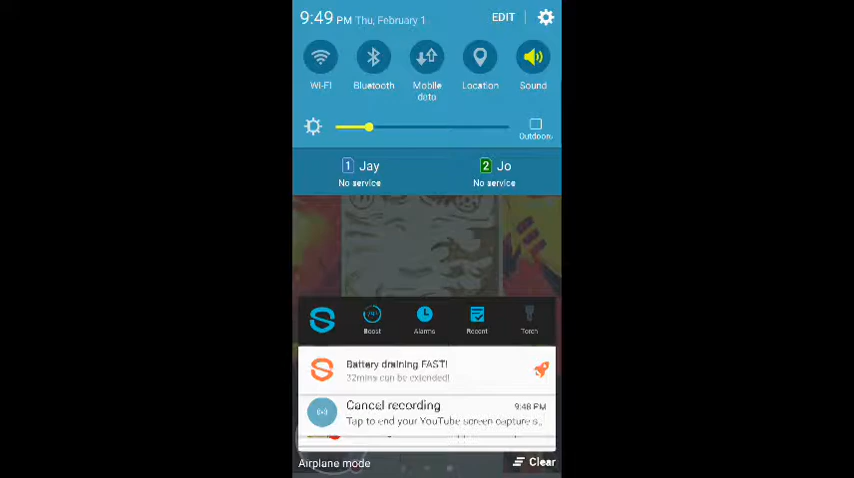 9:49 PM Thu, February 1 EDIT
Wi-Fi Bluetooth Mobile data Location Sound
Outdoor
1 Jay 2 Jo
No service No service
Boost Alarms Recent Torch
Battery draining FAST!
32mins can be extended!
Cancel recording 9:48 PM
Tap to end your YouTube screen capture s..
Airplane mode Clear